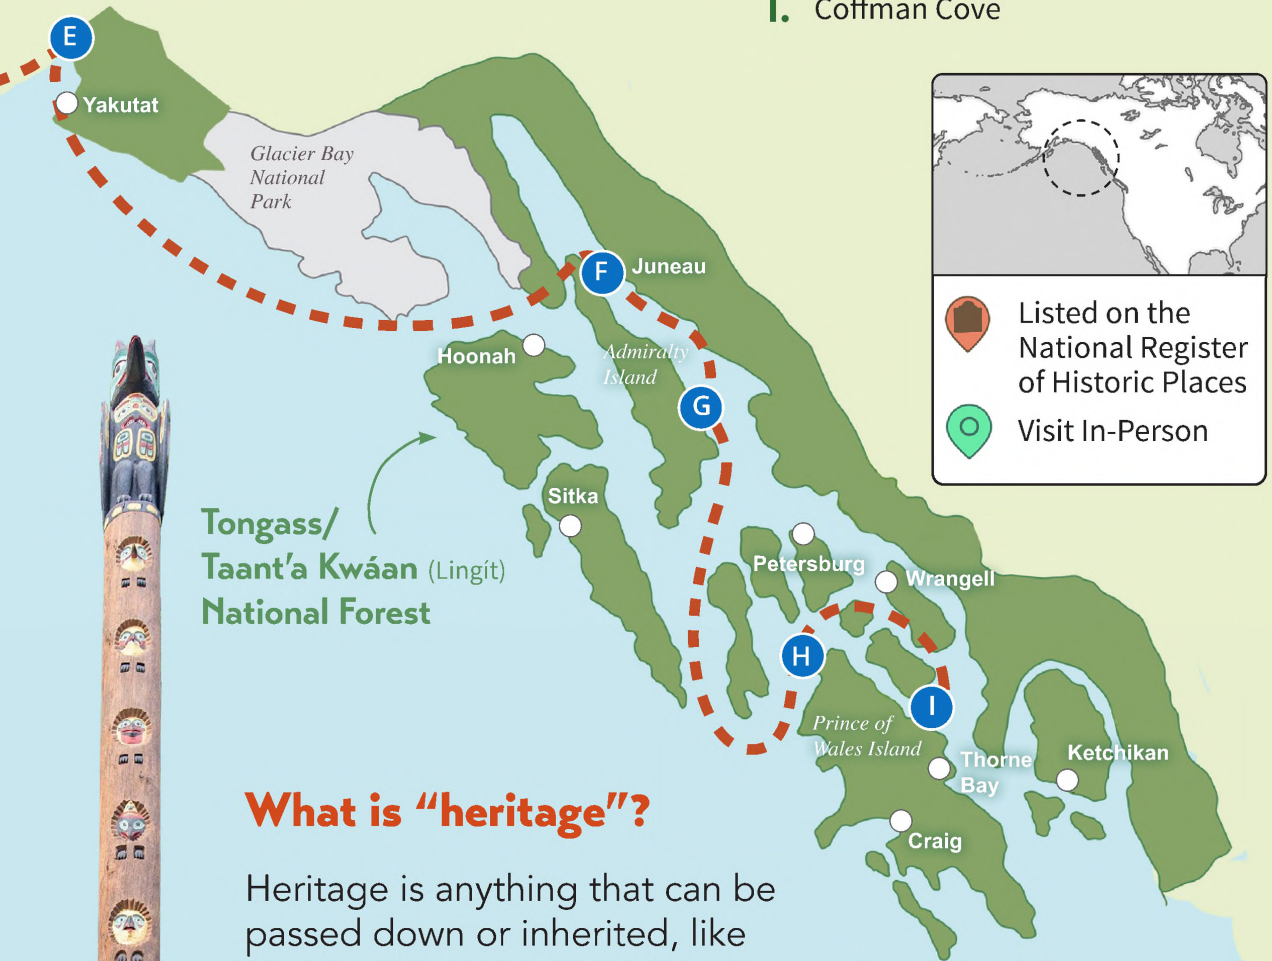 I. Coffman Cove
E
Yakutat
Glacier Bay
National
Park
F
Juneau
Listed on the
National Register
of Historic Places
Visit In-Person
Hoonah
Admiralty
Island
G
Sitka
Tongass/
Taant'a Kwáan (Lingít)
National Forest
Petersburg
Wrangell
H
I
Prince of
Wales Island
Thorne
Bay
Ketchikan
Craig
What is “heritage”?
Heritage is anything that can be
passed down or inherited, like